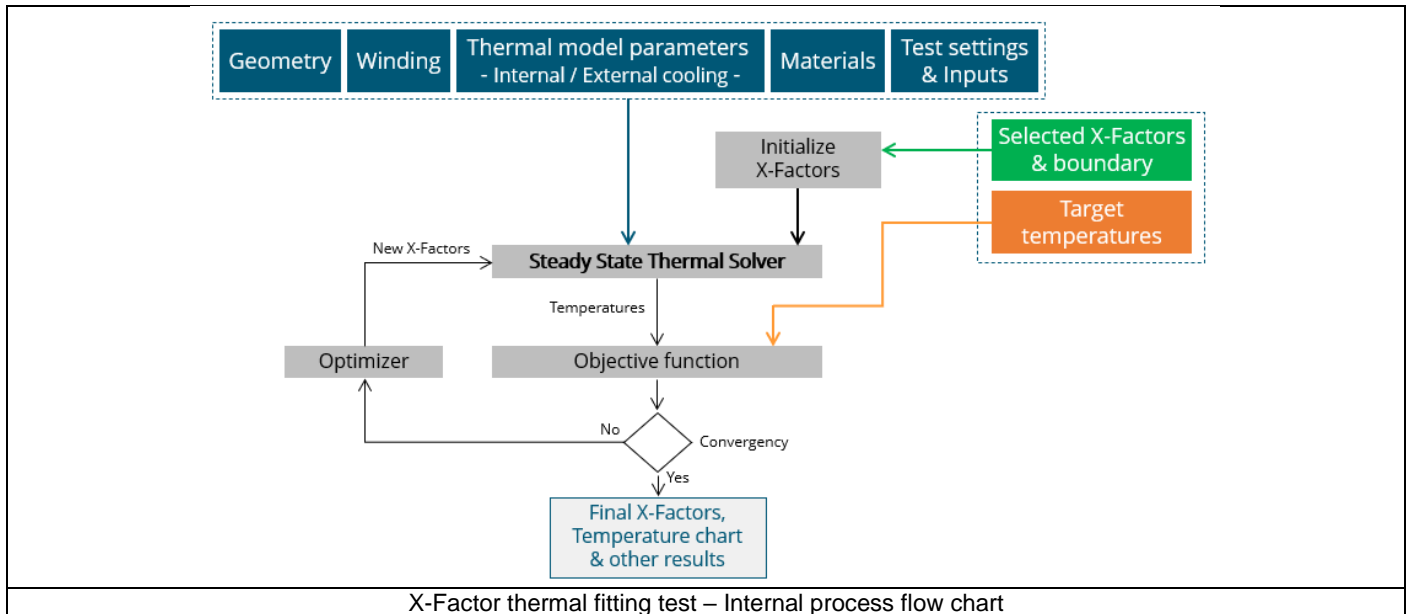 Geometry
Winding
Thermal model parameters
- Internal / External cooling -
Materials
Test settings
& Inputs
Initialize
X-Factors
Selected X-Factors
& boundary
Target
temperatures
New X-Factors
Steady State Thermal Solver
Temperatures
Optimizer
Objective function
No
Convergency
Yes
Final X-Factors,
Temperature chart
& other results
X-Factor thermal fitting test – Internal process flow chart